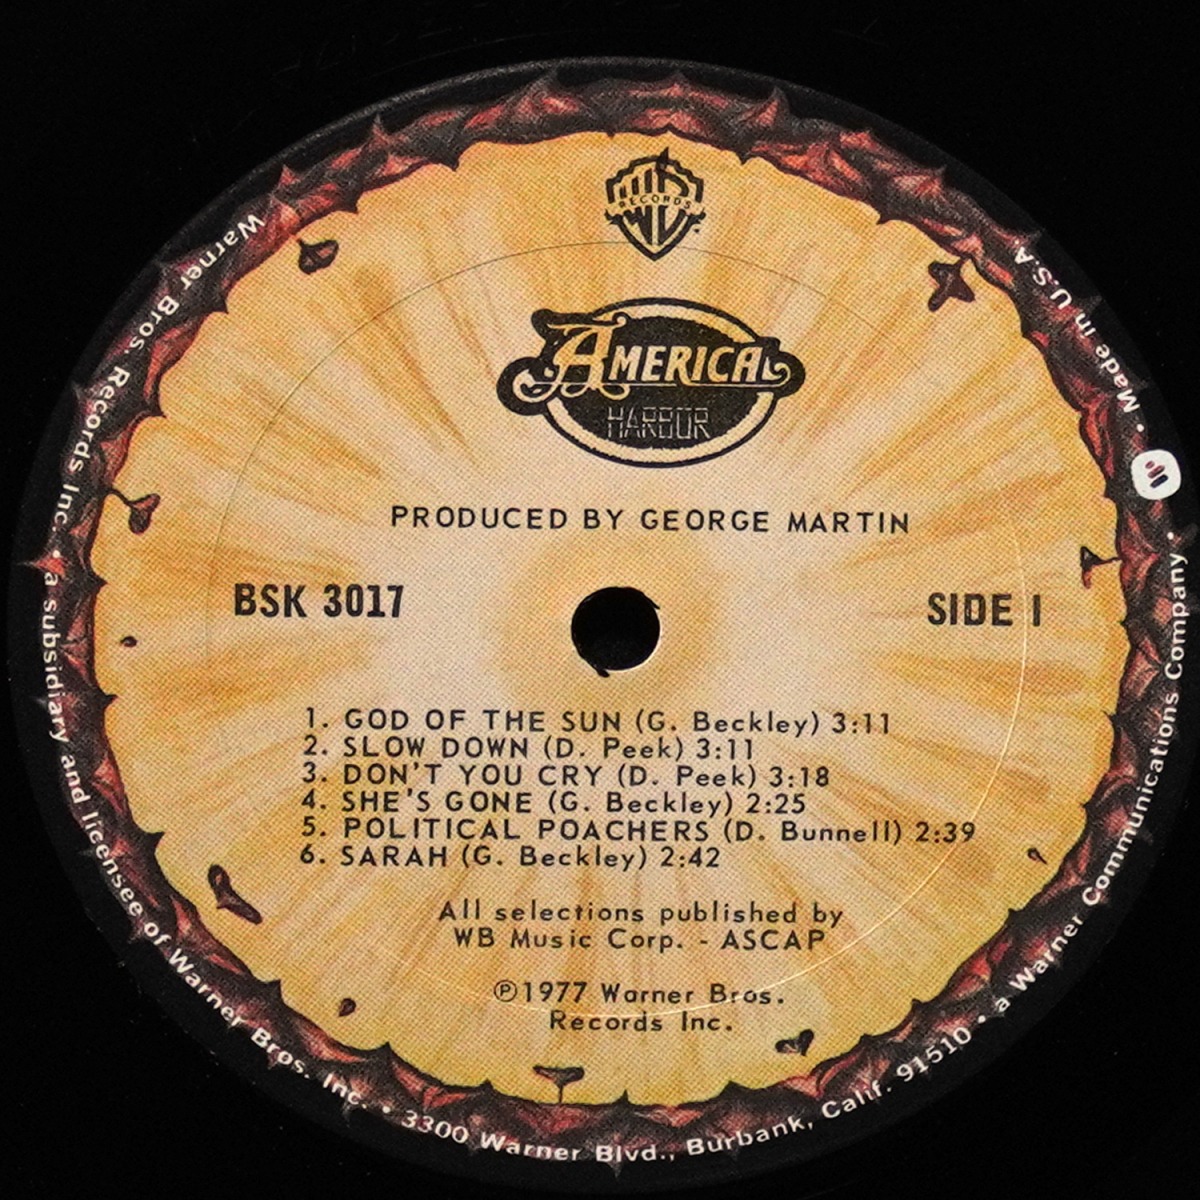 RECORDS
AMERICA
HARBOR
PRODUCED BY GEORGE MARTIN
BSK 3017
SIDE 1
1. GOD OF THE SUN (G. Beckley) 3:11
2. SLOW DOWN (D. Peek) 3:11
3. DON'T YOU CRY (D. Peek) 3:18
4. SHE'S GONE (G. Beckley) 2:25
5. POLITICAL POACHERS (D. Bunnell) 2:39
6. SARAH (G. Beckley) 2:42
All selections published by
WB Music Corp. - ASCAP
℗1977 Warner Bros.
Records Inc.
Warner Bros. Records Inc. • a subsidiary and licensee of Warner Bros. Inc. • 3300 Warner Blvd., Burbank, Calif. 91510 • a Warner Communications Company • Made in U.S.A.